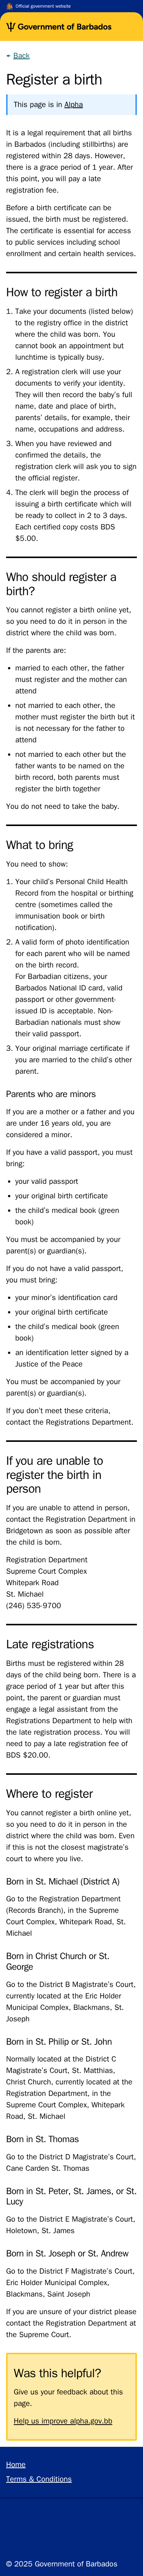 Official government website
Government of Barbados
← Back
Register a birth
This page is in Alpha
It is a legal requirement that all births
in Barbados (including stillbirths) are
registered within 28 days. However,
there is a grace period of 1 year. After
this point, you will pay a late
registration fee.
Before a birth certificate can be
issued, the birth must be registered.
The certificate is essential for access
to public services including school
enrollment and certain health services.
How to register a birth
1. Take your documents (listed below)
to the registry office in the district
where the child was born. You
cannot book an appointment but
lunchtime is typically busy.
2. A registration clerk will use your
documents to verify your identity.
They will then record the baby's full
name, date and place of birth,
parents' details, for example, their
name, occupations and address.
3. When you have reviewed and
confirmed the details, the
registration clerk will ask you to sign
the official register.
4. The clerk will begin the process of
issuing a birth certificate which will
be ready to collect in 2 to 3 days.
Each certified copy costs BDS
$5.00.
Who should register a
birth?
You cannot register a birth online yet,
so you need to do it in person in the
district where the child was born.
If the parents are:
• married to each other, the father
must register and the mother can
attend
• not married to each other, the
mother must register the birth but it
is not necessary for the father to
attend
• not married to each other but the
father wants to be named on the
birth record, both parents must
register the birth together
You do not need to take the baby.
What to bring
You need to show:
1. Your child's Personal Child Health
Record from the hospital or birthing
centre (sometimes called the
immunisation book or birth
notification).
2. A valid form of photo identification
for each parent who will be named
on the birth record.
For Barbadian citizens, your
Barbados National ID card, valid
passport or other government-
issued ID is acceptable. Non-
Barbadian nationals must show
their valid passport.
3. Your original marriage certificate if
you are married to the child's other
parent.
Parents who are minors
If you are a mother or a father and you
are under 16 years old, you are
considered a minor.
If you have a valid passport, you must
bring:
• your valid passport
• your original birth certificate
• the child's medical book (green
book)
You must be accompanied by your
parent(s) or guardian(s).
If you do not have a valid passport,
you must bring:
• your minor's identification card
• your original birth certificate
• the child's medical book (green
book)
• an identification letter signed by a
Justice of the Peace
You must be accompanied by your
parent(s) or guardian(s).
If you don't meet these criteria,
contact the Registrations Department.
If you are unable to
register the birth in
person
If you are unable to attend in person,
contact the Registration Department in
Bridgetown as soon as possible after
the child is born.
Registration Department
Supreme Court Complex
Whitepark Road
St. Michael
(246) 535-9700
Late registrations
Births must be registered within 28
days of the child being born. There is a
grace period of 1 year but after this
point, the parent or guardian must
engage a legal assistant from the
Registrations Department to help with
the late registration process. You will
need to pay a late registration fee of
BDS $20.00.
Where to register
You cannot register a birth online yet,
so you need to do it in person in the
district where the child was born. Even
if this is not the closest magistrate's
court to where you live.
Born in St. Michael (District A)
Go to the Registration Department
(Records Branch), in the Supreme
Court Complex, Whitepark Road, St.
Michael
Born in Christ Church or St.
George
Go to the District B Magistrate's Court,
currently located at the Eric Holder
Municipal Complex, Blackmans, St.
Joseph
Born in St. Philip or St. John
Normally located at the District C
Magistrate's Court, St. Matthias,
Christ Church, currently located at the
Registration Department, in the
Supreme Court Complex, Whitepark
Road, St. Michael
Born in St. Thomas
Go to the District D Magistrate's Court,
Cane Carden St. Thomas
Born in St. Peter, St. James, or St.
Lucy
Go to the District E Magistrate's Court,
Holetown, St. James
Born in St. Joseph or St. Andrew
Go to the District F Magistrate's Court,
Eric Holder Municipal Complex,
Blackmans, Saint Joseph
If you are unsure of your district please
contact the Registration Department at
the Supreme Court.
Was this helpful?
Give us your feedback about this
page.
Help us improve alpha.gov.bb
Home
Terms & Conditions
© 2025 Government of Barbados